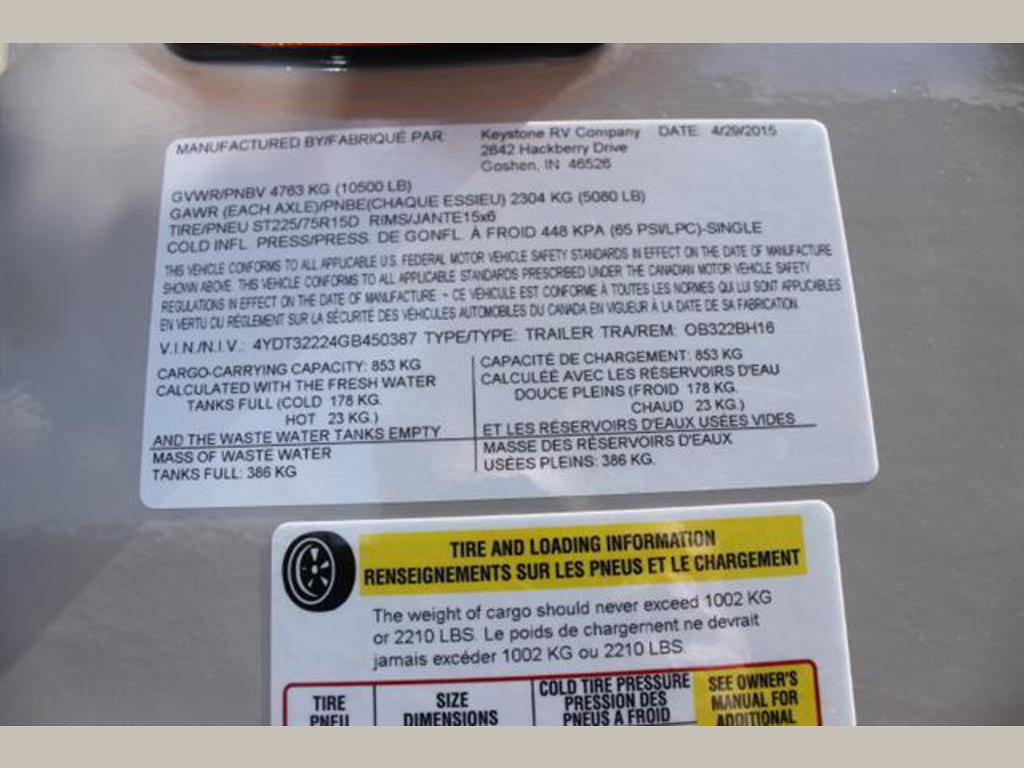 MANUFACTURED BY/FABRIQUÉ PAR: Keystone RV Company DATE: 4/29/2015
2642 Hackberry Drive
Goshen, IN 46526
GVWR/PNBV 4763 KG (10500 LB)
GAWR (EACH AXLE)/PNBE(CHAQUE ESSIEU) 2304 KG (5080 LB)
TIRE/PNEU ST225/75R15D RIMS/JANTE15x6
COLD INFL. PRESS/PRESS. DE GONFL. À FROID 448 KPA (65 PSI/LPC)-SINGLE
THIS VEHICLE CONFORMS TO ALL APPLICABLE U.S. FEDERAL MOTOR VEHICLE SAFETY STANDARDS IN EFFECT ON THE DATE OF MANUFACTURE
SHOWN ABOVE. THIS VEHICLE CONFORMS TO ALL APPLICABLE STANDARDS PRESCRIBED UNDER THE CANADIAN MOTOR VEHICLE SAFETY
REGULATIONS IN EFFECT ON THE DATE OF MANUFACTURE - CE VÉHICULE EST CONFORME À TOUTES LES NORMES QUI LUI SONT APPLICABLES
EN VERTU DU RÈGLEMENT SUR LA SÉCURITÉ DES VÉHICULES AUTOMOBILES DU CANADA EN VIGUEUR À LA DATE DE SA FABRICATION.
V.I.N./N.I.V.: 4YDT32224GB450387 TYPE/TYPE: TRAILER TRA/REM: OB322BH16
CARGO-CARRYING CAPACITY: 853 KG
CALCULATED WITH THE FRESH WATER
TANKS FULL (COLD 178 KG.
HOT 23 KG.)
AND THE WASTE WATER TANKS EMPTY
MASS OF WASTE WATER
TANKS FULL: 386 KG
CAPACITÉ DE CHARGEMENT: 853 KG
CALCULÉE AVEC LES RÉSERVOIRS D'EAU
DOUCE PLEINS (FROID 178 KG.
CHAUD 23 KG.)
ET LES RÉSERVOIRS D'EAUX USÉES VIDES
MASSE DES RÉSERVOIRS D'EAUX
USÉES PLEINS: 386 KG.
TIRE AND LOADING INFORMATION
RENSEIGNEMENTS SUR LES PNEUS ET LE CHARGEMENT
The weight of cargo should never exceed 1002 KG
or 2210 LBS. Le poids de chargement ne devrait
jamais excéder 1002 KG ou 2210 LBS.
TIRE
PNEU
SIZE
DIMENSIONS
COLD TIRE PRESSURE
PRESSION DES
PNEUS A FROID
SEE OWNER'S
MANUAL FOR
ADDITIONAL